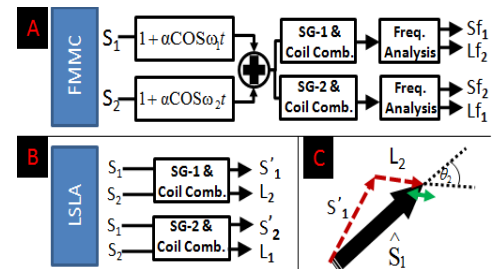 A
FMMC
S1
1+αCOSω1t
S2
1+αCOSω2t
SG-1 &
Coil Comb.
Freq.
Analysis
Sf1
Lf2
SG-2 &
Coil Comb.
Freq.
Analysis
Sf2
Lf1
B
LSLA
S1
S2
SG-1 &
Coil Comb.
S'1
L2
S1
S2
SG-2 &
Coil Comb.
S'2
L1
C
L2
θ2
S'1
Ŝ1